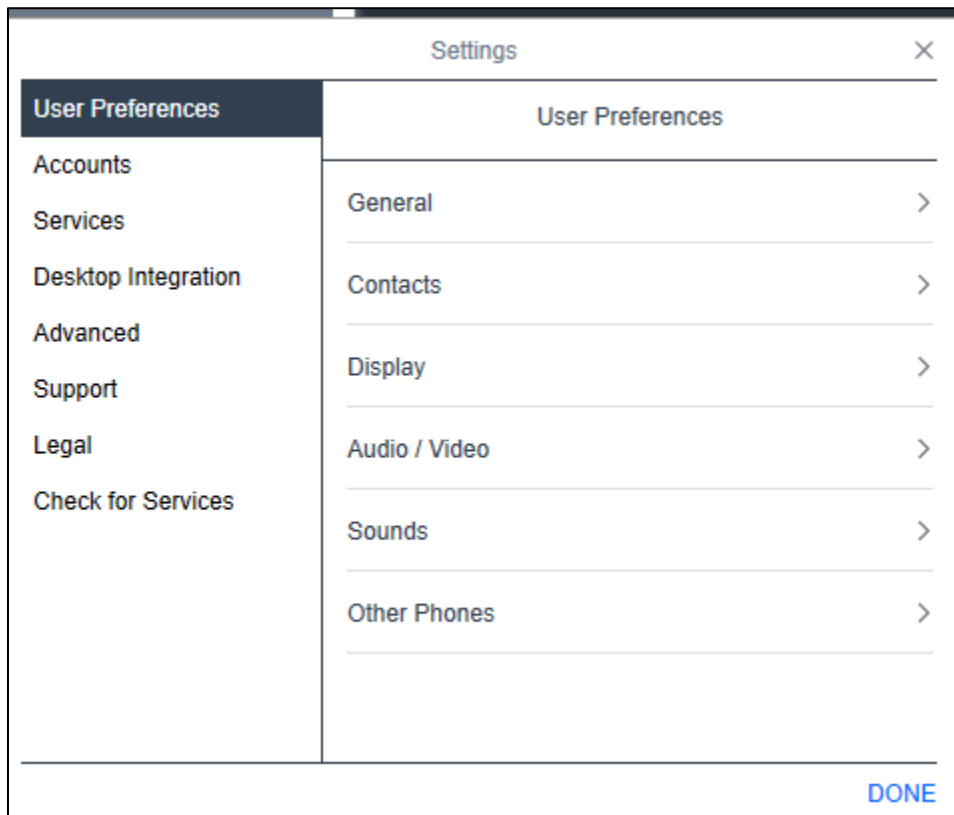 Settings
User Preferences
Accounts
Services
Desktop Integration
Advanced
Support
Legal
Check for Services
User Preferences
General
Contacts
Display
Audio / Video
Sounds
Other Phones
DONE